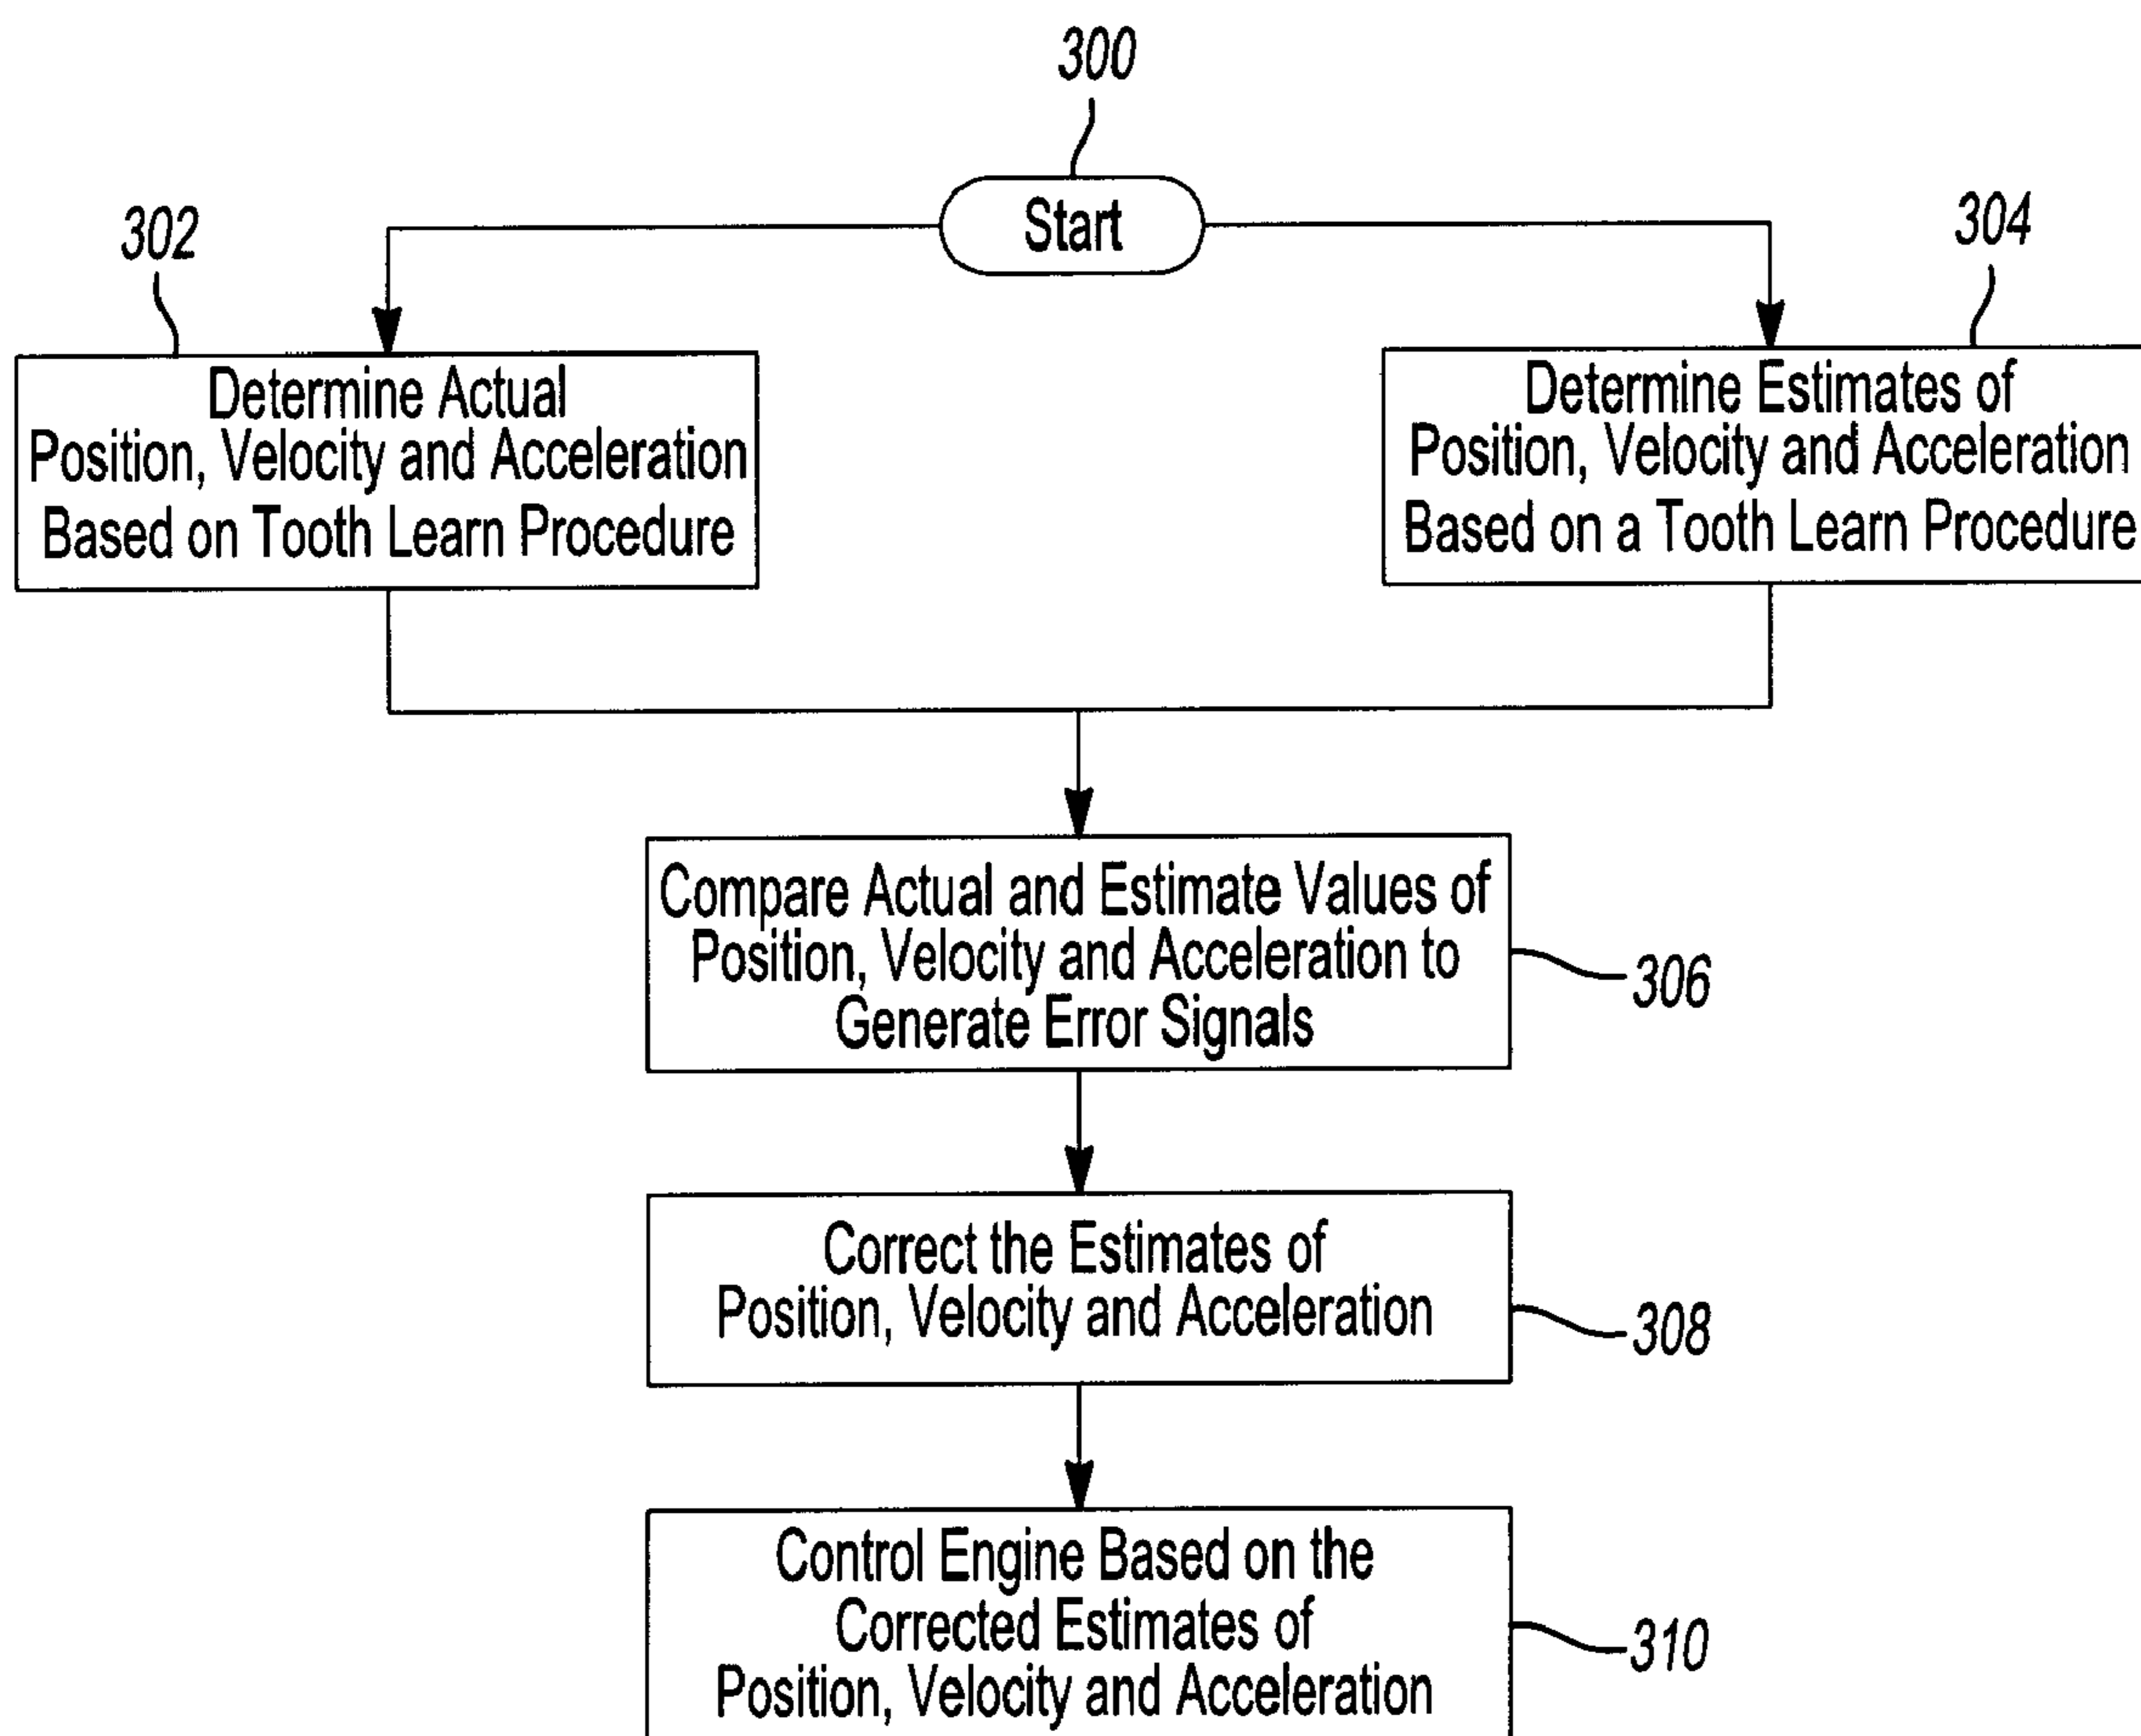 300
Start
302
304
Determine Actual
Position, Velocity and Acceleration
Based on Tooth Learn Procedure
Determine Estimates of
Position, Velocity and Acceleration
Based on a Tooth Learn Procedure
Compare Actual and Estimate Values of
Position, Velocity and Acceleration to
Generate Error Signals
306
Correct the Estimates of
Position, Velocity and Acceleration
308
Control Engine Based on the
Corrected Estimates of
Position, Velocity and Acceleration
310